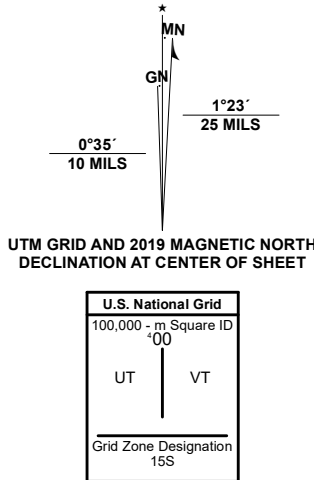 ★
MN
GN
1°23´
25 MILS
0°35´
10 MILS
UTM GRID AND 2019 MAGNETIC NORTH
DECLINATION AT CENTER OF SHEET
U.S. National Grid
100,000 - m Square ID
⁴00
UT VT
Grid Zone Designation
15S